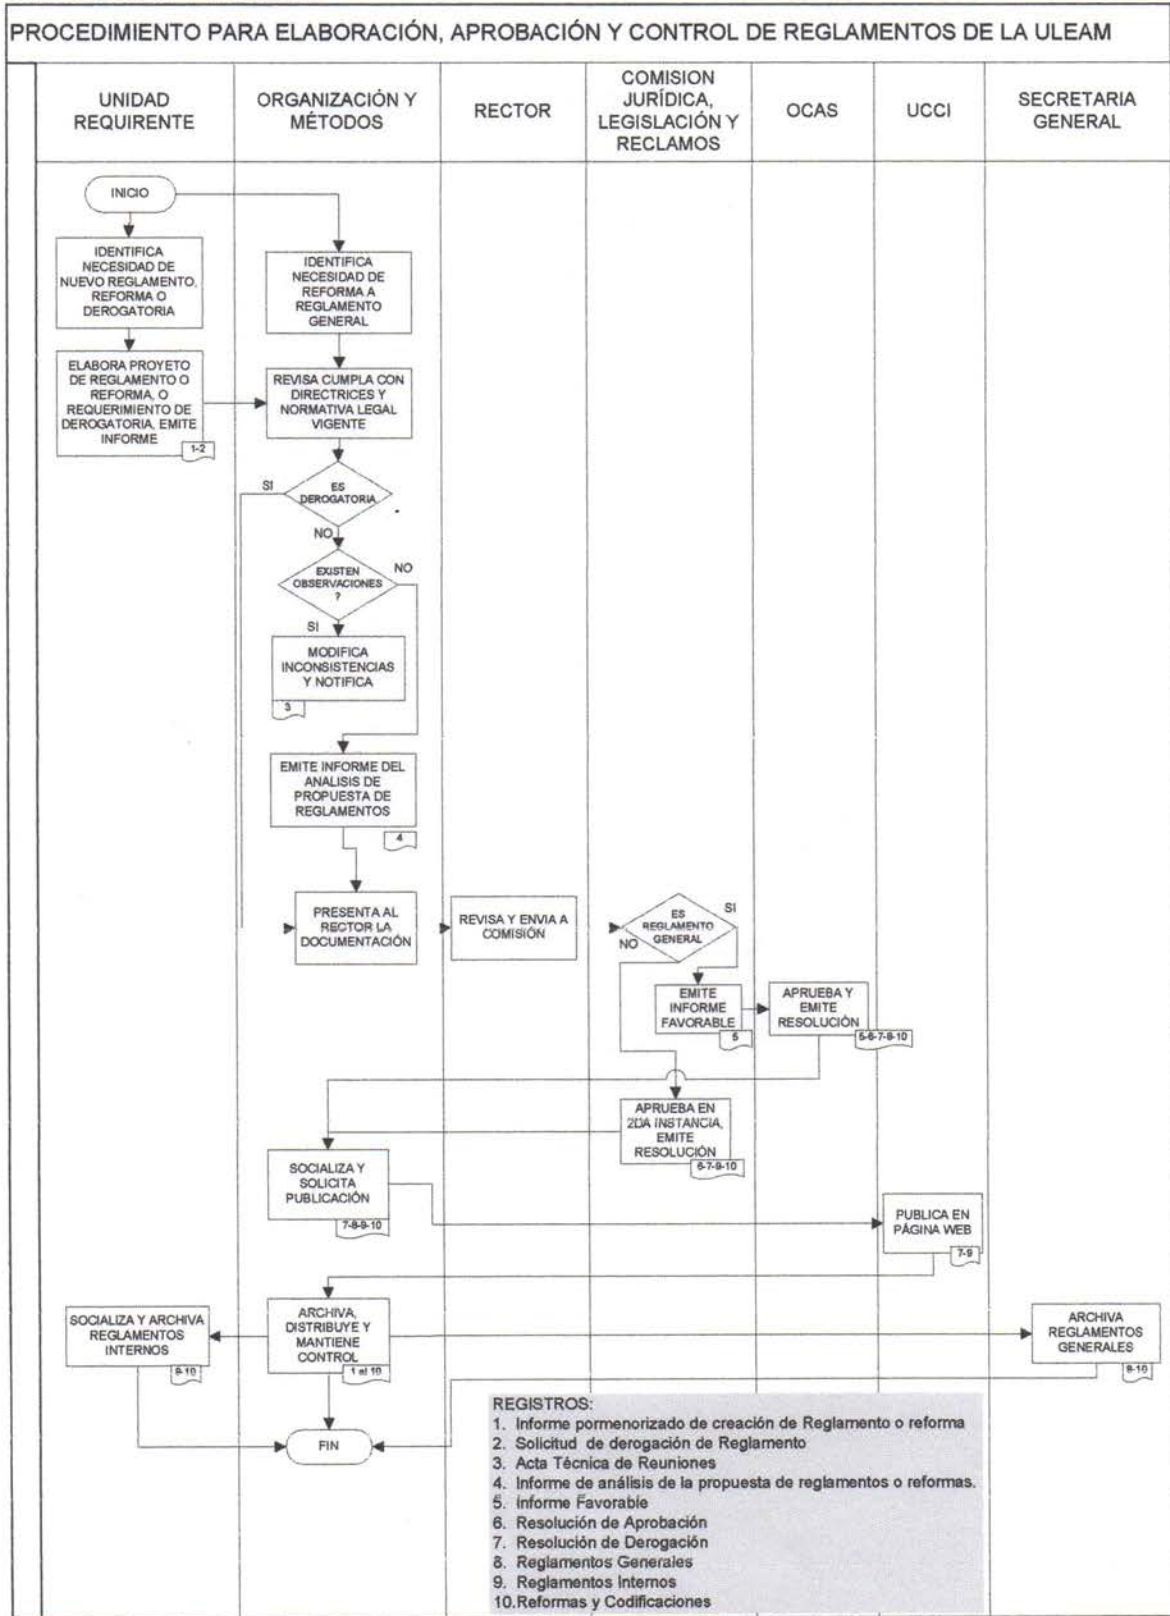 PROCEDIMIENTO PARA ELABORACIÓN, APROBACIÓN Y CONTROL DE REGLAMENTOS DE LA ULEAM
UNIDAD
REQUIRENTE
ORGANIZACIÓN Y
MÉTODOS
RECTOR
COMISION
JURÍDICA,
LEGISLACIÓN Y
RECLAMOS
OCAS
UCCI
SECRETARIA
GENERAL
INICIO
IDENTIFICA
NECESIDAD DE
NUEVO REGLAMENTO,
REFORMA O
DEROGATORIA
IDENTIFICA
NECESIDAD DE
REFORMA A
REGLAMENTO
GENERAL
ELABORA PROYETO
DE REGLAMENTO O
REFORMA, O
REQUERIMIENTO DE
DEROGATORIA, EMITE
INFORME
1-2
REVISA CUMPLA CON
DIRECTRICES Y
NORMATIVA LEGAL
VIGENTE
SI
ES
DEROGATORIA
NO
EXISTEN
OBSERVACIONES
?
NO
SI
MODIFICA
INCONSISTENCIAS
Y NOTIFICA
3
EMITE INFORME DEL
ANALISIS DE
PROPUESTA DE
REGLAMENTOS
4
PRESENTA AL
RECTOR LA
DOCUMENTACIÓN
REVISA Y ENVIA A
COMISIÓN
ES
REGLAMENTO
GENERAL
SI
NO
EMITE
INFORME
FAVORABLE
5
APRUEBA Y
EMITE
RESOLUCIÓN
5-6-7-8-10
APRUEBA EN
2DA INSTANCIA,
EMITE
RESOLUCIÓN
6-7-9-10
SOCIALIZA Y
SOLICITA
PUBLICACIÓN
7-8-9-10
PUBLICA EN
PÁGINA WEB
7-9
SOCIALIZA Y ARCHIVA
REGLAMENTOS
INTERNOS
9-10
ARCHIVA,
DISTRIBUYE Y
MANTIENE
CONTROL
1 al 10
ARCHIVA
REGLAMENTOS
GENERALES
8-10
FIN
REGISTROS:
1. Informe pormenorizado de creación de Reglamento o reforma
2. Solicitud de derogación de Reglamento
3. Acta Técnica de Reuniones
4. Informe de análisis de la propuesta de reglamentos o reformas.
5. Informe Favorable
6. Resolución de Aprobación
7. Resolución de Derogación
8. Reglamentos Generales
9. Reglamentos Internos
10.Reformas y Codificaciones